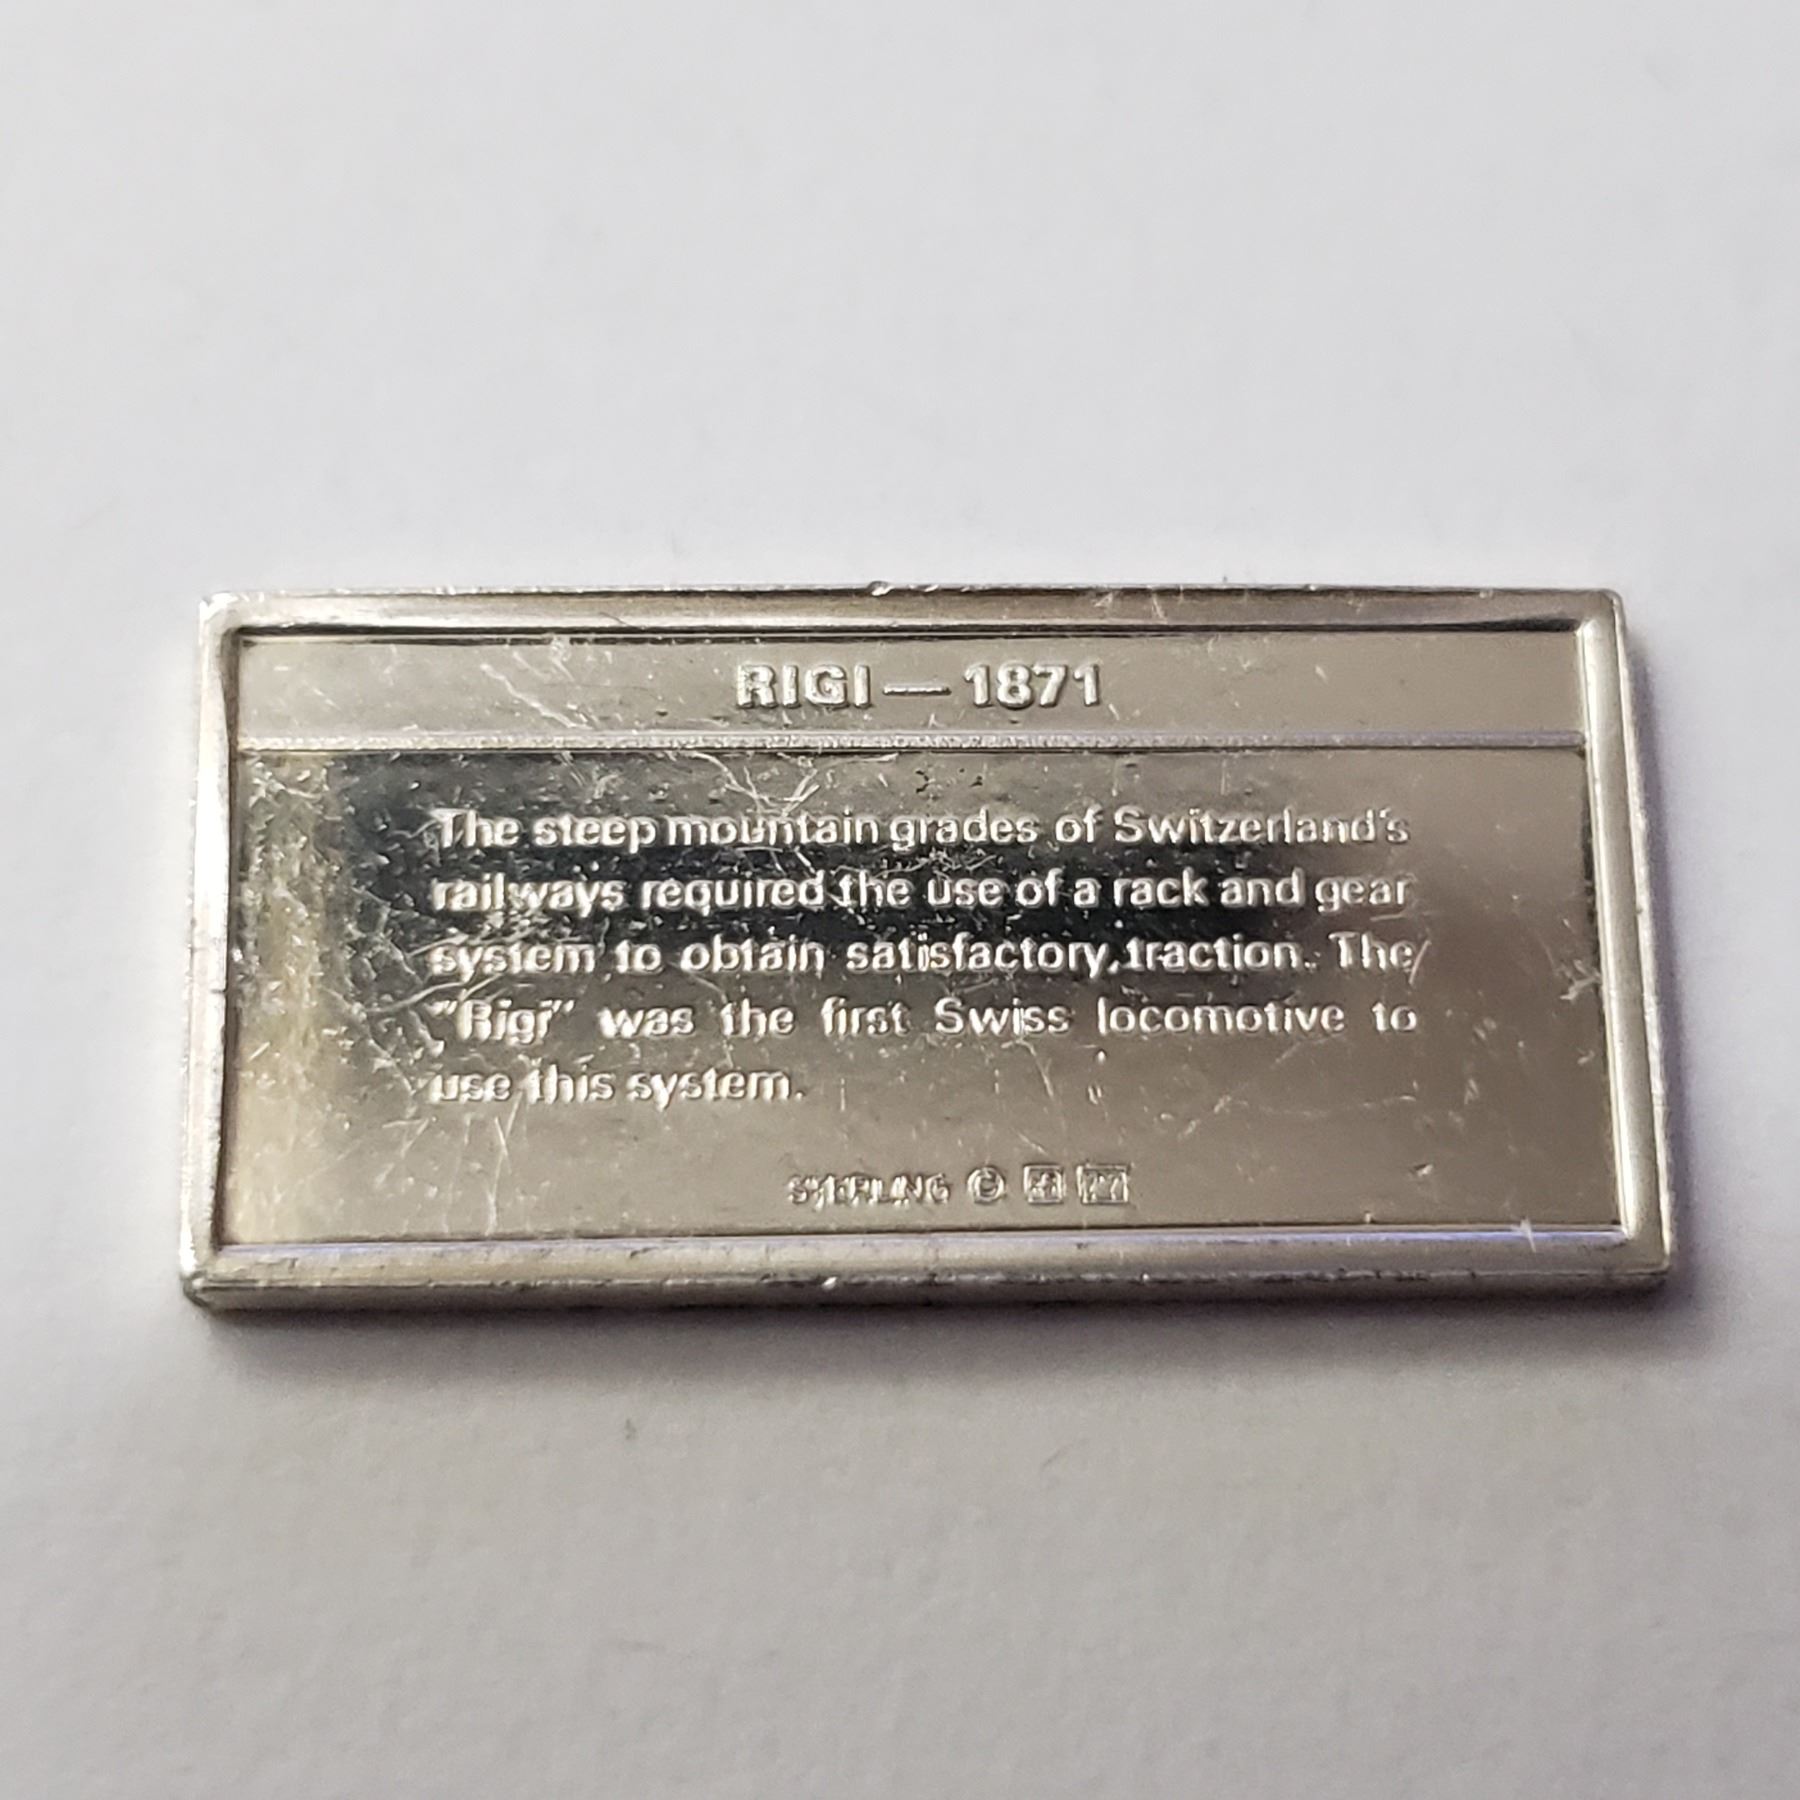 RIGI — 1871
The steep mountain grades of Switzerland's
railways required the use of a rack and gear
system to obtain satisfactory traction. The
"Rigi" was the first Swiss locomotive to
use this system.
STERLING ©